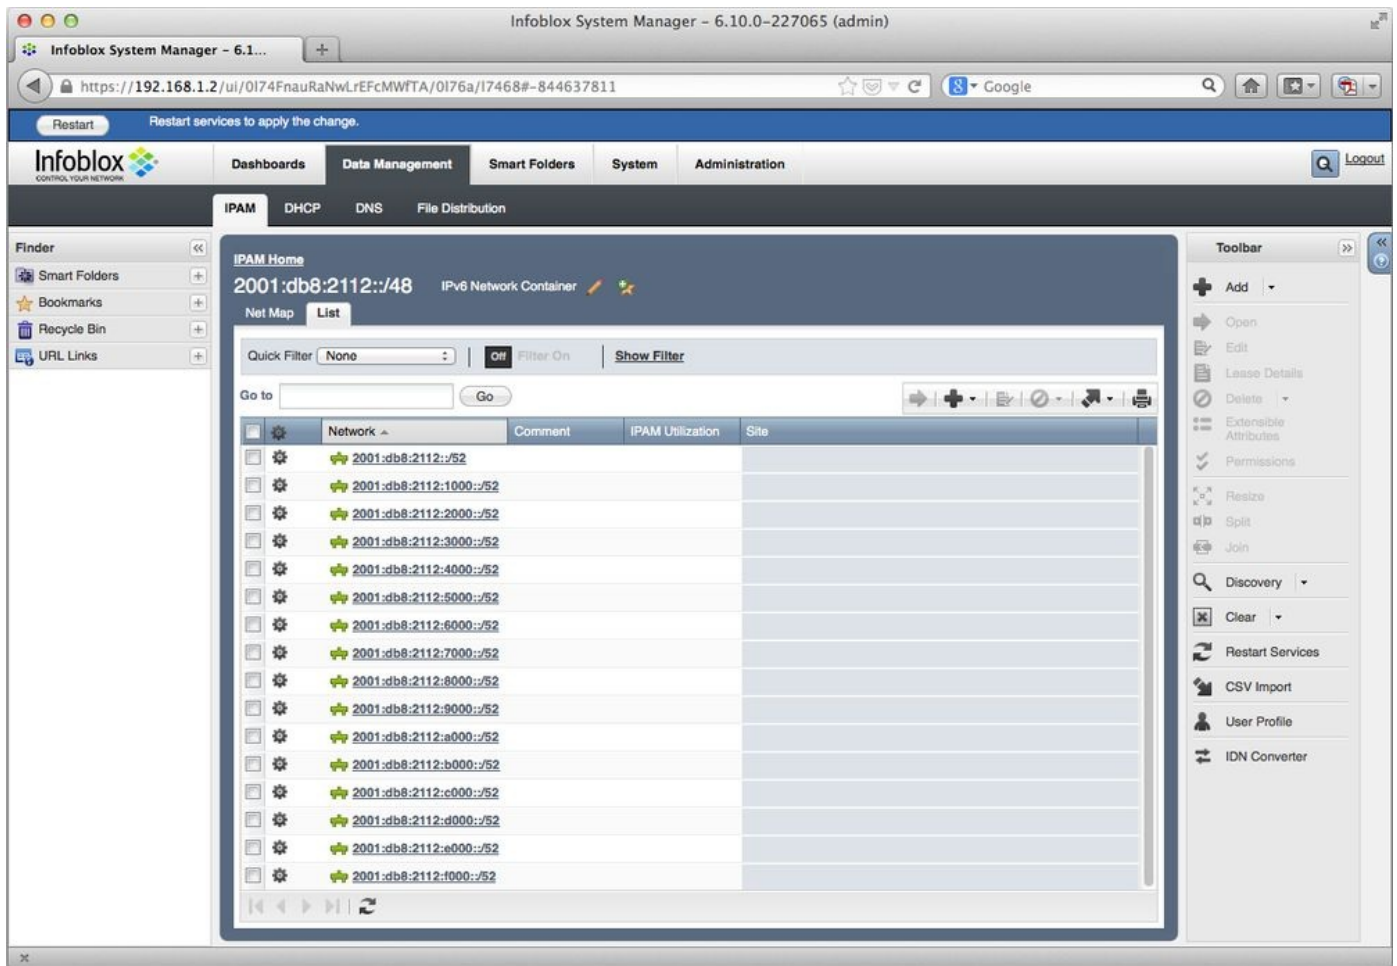 Infoblox System Manager - 6.10.0-227065 (admin)
Infoblox System Manager - 6.1...
https://192.168.1.2/ui/0I74FnauRaNwLrEFcMWfTA/0I76a/I7468#-844637811
Google
Restart
Restart services to apply the change.
Infoblox
CONTROL YOUR NETWORK
Dashboards
Data Management
Smart Folders
System
Administration
Logout
IPAM
DHCP
DNS
File Distribution
Finder
Smart Folders
Bookmarks
Recycle Bin
URL Links
IPAM Home
2001:db8:2112::/48 IPv6 Network Container
Net Map
List
Quick Filter None
Off Filter On
Show Filter
Go to
Go
Network Comment IPAM Utilization Site
2001:db8:2112::/52
2001:db8:2112:1000::/52
2001:db8:2112:2000::/52
2001:db8:2112:3000::/52
2001:db8:2112:4000::/52
2001:db8:2112:5000::/52
2001:db8:2112:6000::/52
2001:db8:2112:7000::/52
2001:db8:2112:8000::/52
2001:db8:2112:9000::/52
2001:db8:2112:a000::/52
2001:db8:2112:b000::/52
2001:db8:2112:c000::/52
2001:db8:2112:d000::/52
2001:db8:2112:e000::/52
2001:db8:2112:f000::/52
Toolbar
Add
Open
Edit
Lease Details
Delete
Extensible
Attributes
Permissions
Resize
Split
Join
Discovery
Clear
Restart Services
CSV Import
User Profile
IDN Converter